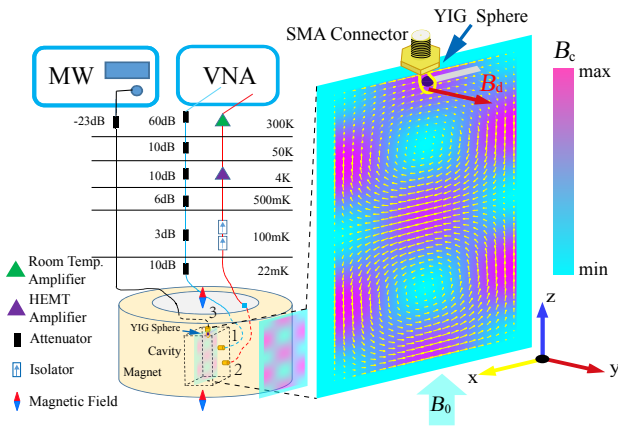 MW
VNA
-23dB
60dB
300K
10dB
50K
10dB
4K
6dB
500mK
3dB
100mK
10dB
22mK
Room Temp.
Amplifier
HEMT
Amplifier
Attenuator
Isolator
Magnetic Field
3
YIG Sphere
1
Cavity
2
Magnet
SMA Connector
YIG Sphere
Bd
Bc
max
min
B0
z
x
y